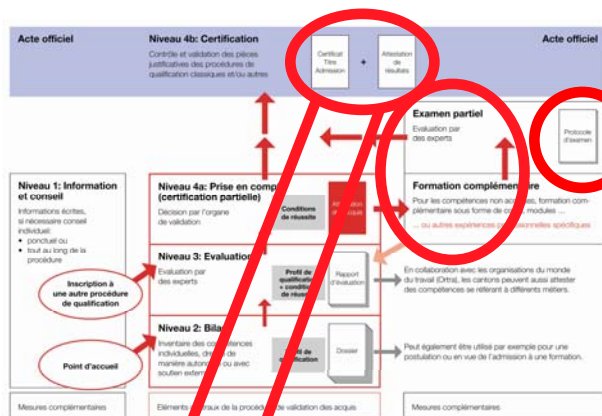 Acte officiel
Niveau 4b: Certification
Acte officiel
Contrôle et validation des pièces
justificatives des procédures de
qualification classiques et/ou autres
Certificat
Titre
Admission
+
Attestation
de
résultats
Examen partiel
Evaluation par
des experts
Protocole
d'examen
Niveau 1: Information
et conseil
Informations écrites,
si nécessaire conseil
individuel:
• ponctuel ou
• tout au long de la
procédure
Niveau 4a: Prise en
(certification partielle)
Décision par l'organe
de validation
Conditions
de réussite
Formation complémentaire
Pour les compétences non acquises, formation com-
plémentaire sous forme de cours, modules ...
... ou autres expériences professionnelles spécifiques
Inscription à
une autre procédure
de qualification
Niveau 3: Evaluation
Evaluation par
des experts
Profil de
qualification
+ conditions
de réussite
Rapport
d'évaluation
En collaboration avec les organisations du monde
du travail (Ortra), les cantons peuvent aussi attester
des compétences se référant à différents métiers.
Point d'accueil
Niveau 2: Bilan
Inventaire des compétences
individuelles, de
manière autonome ou avec
soutien externe
Profil de
qualification
Dossier
Peut également être utilisé par exemple pour une
postulation ou en vue de l'admission à une formation.
Mesures complémentaires
Eléments de la procédure de validation des acquis
Mesures complémentaires